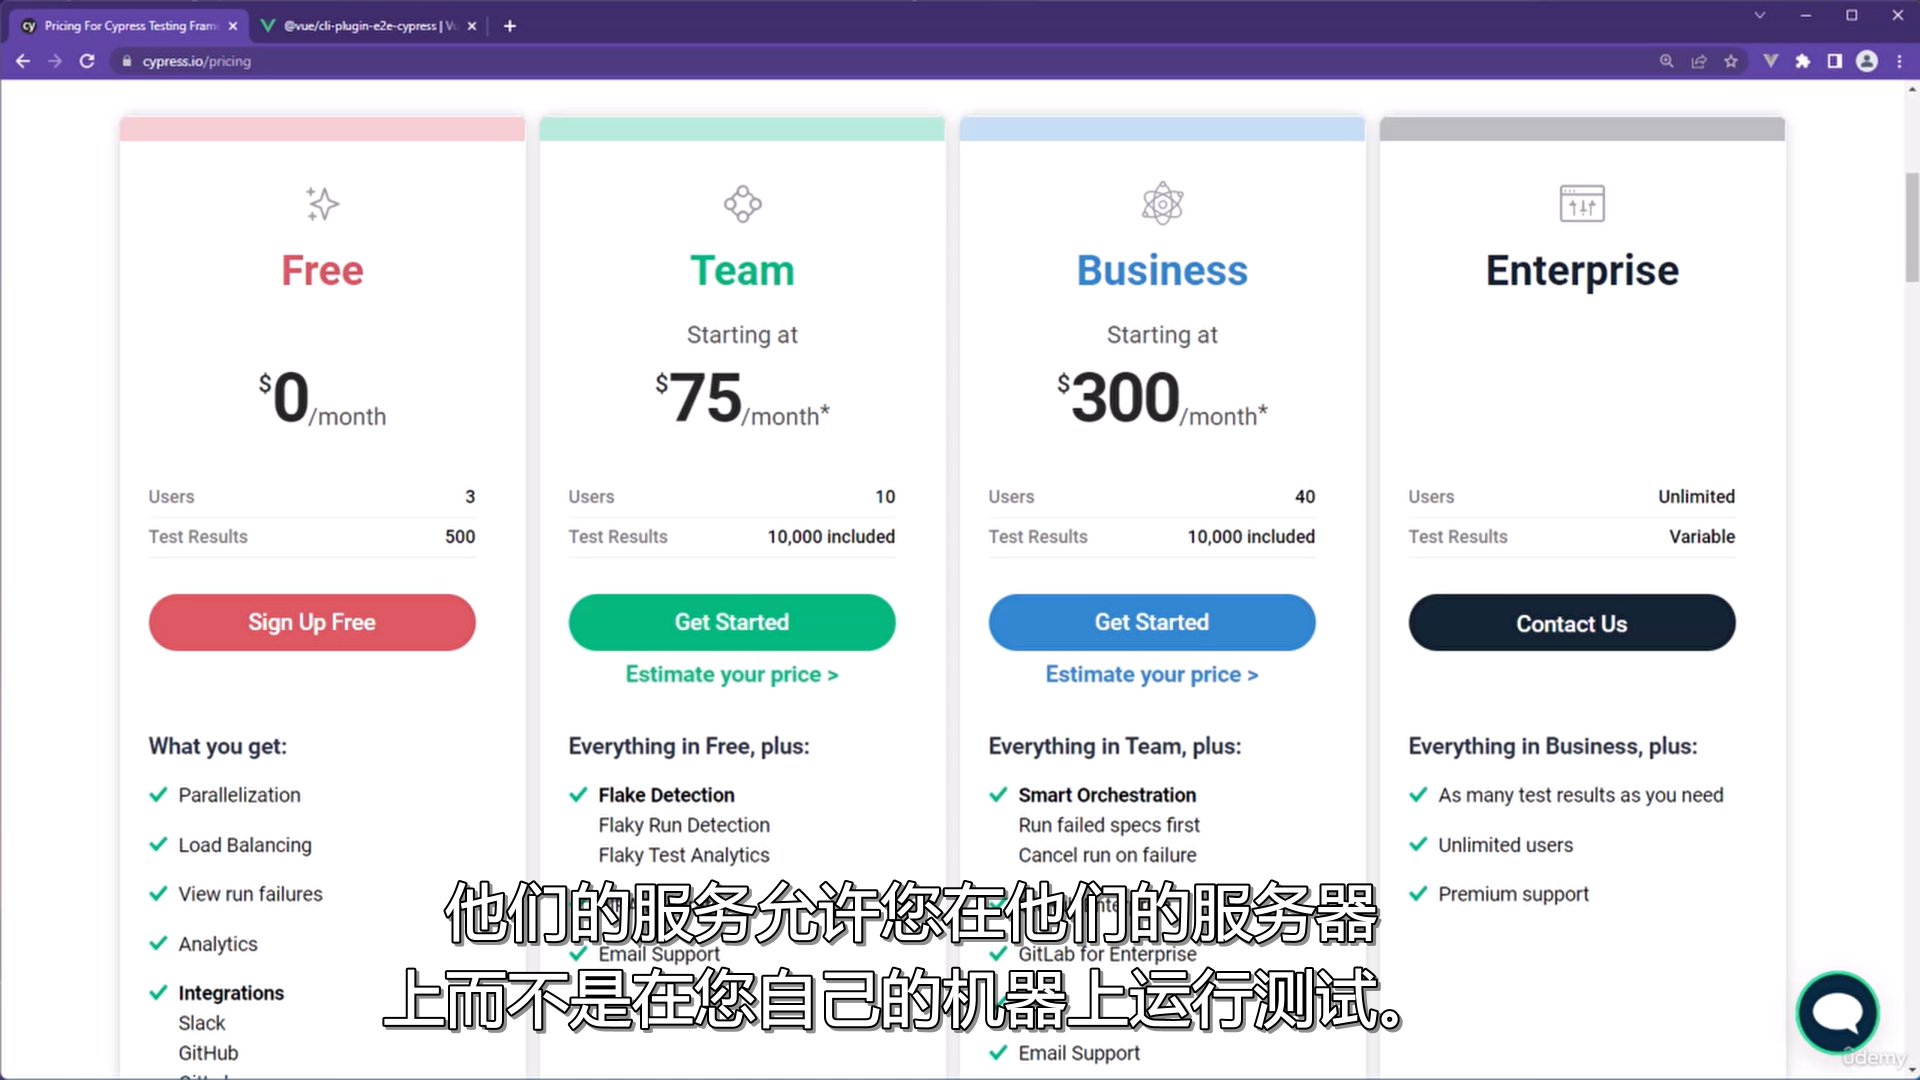 Pricing For Cypress Testing Fram
@vue/cli-plugin-e2e-cypress | Vu
cypress.io/pricing
Free
$0/month
Users 3
Test Results 500
Sign Up Free
What you get:
Parallelization
Load Balancing
View run failures
Analytics
Integrations
Slack
GitHub
Team
Starting at
$75/month*
Users 10
Test Results 10,000 included
Get Started
Estimate your price >
Everything in Free, plus:
Flake Detection
Flaky Run Detection
Flaky Test Analytics
Email Support
Business
Starting at
$300/month*
Users 40
Test Results 10,000 included
Get Started
Estimate your price >
Everything in Team, plus:
Smart Orchestration
Run failed specs first
Cancel run on failure
GitLab for Enterprise
Email Support
Enterprise
Users Unlimited
Test Results Variable
Contact Us
Everything in Business, plus:
As many test results as you need
Unlimited users
Premium support
他们的服务允许您在他们的服务器
上而不是在您自己的机器上运行测试。
ûdemy